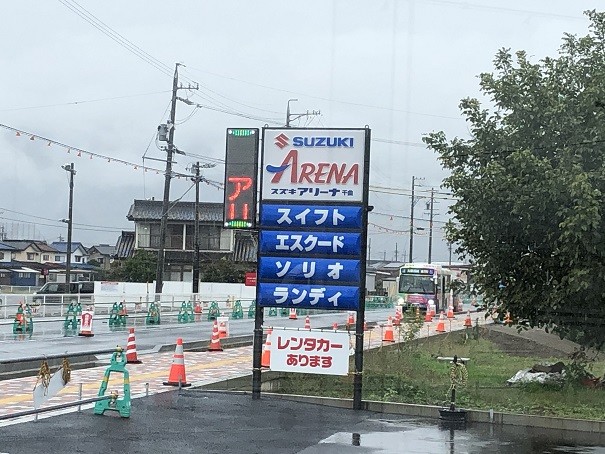 SUZUKI
ARENA
スズキアリーナ千曲
アリ
スイフト
エスクード
ソリオ
ランディ
レンタカー
あります